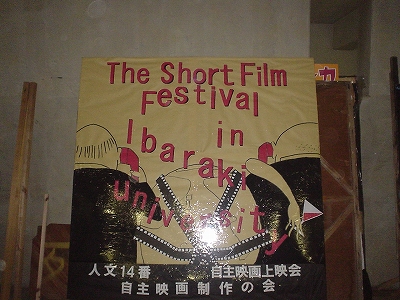 The Short Film
Festival
in
Ibaraki
university
人文14番 自主映画上映会
自主映画制作の会